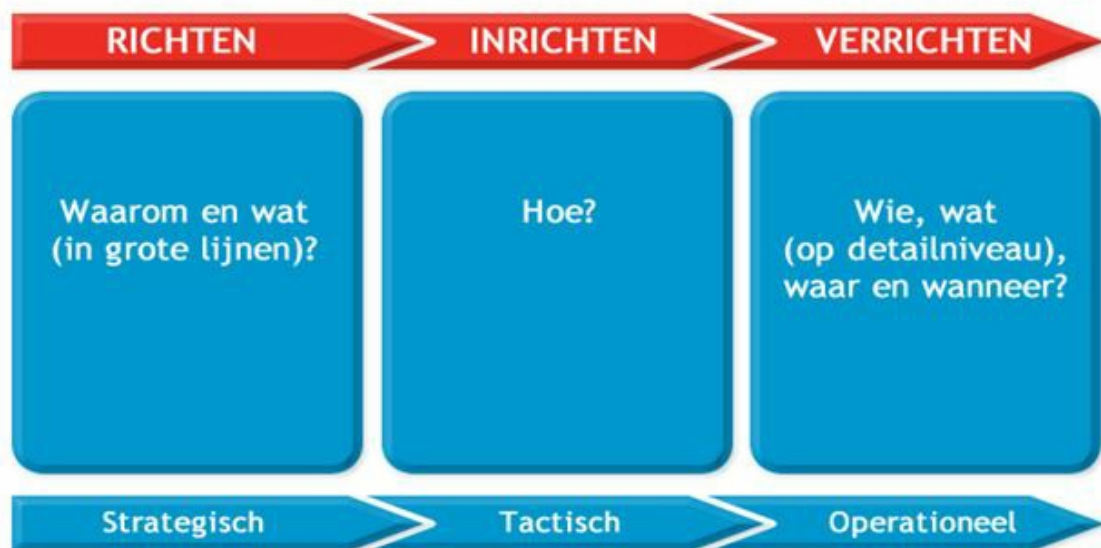 RICHTEN
INRICHTEN
VERRICHTEN
Waarom en wat
(in grote lijnen)?
Hoe?
Wie, wat
(op detailniveau),
waar en wanneer?
Strategisch
Tactisch
Operationeel